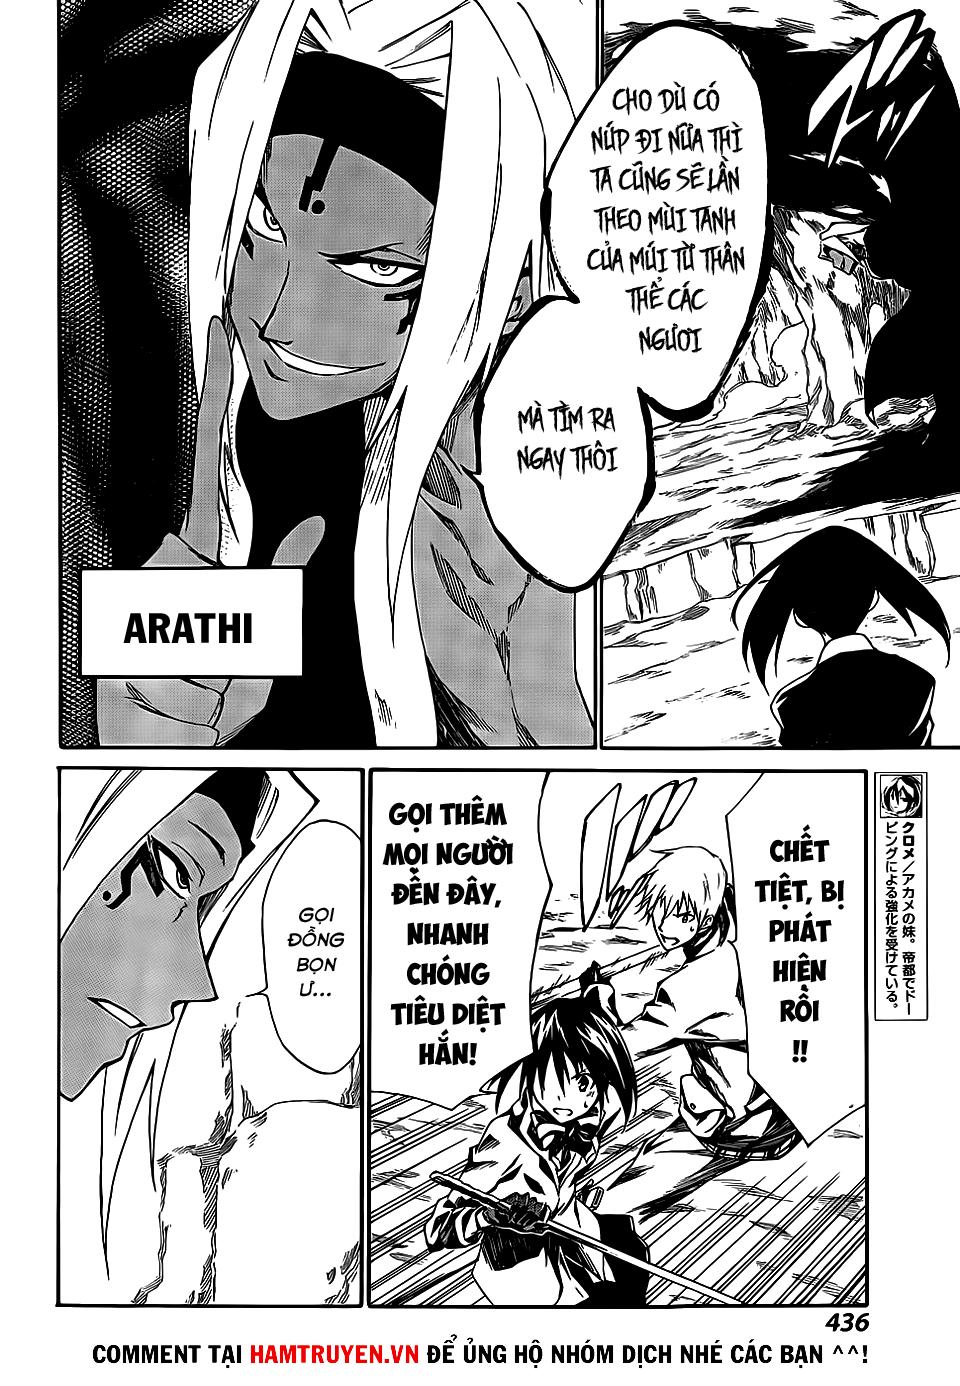 CHO DÙ CÓ
NÚP ĐI NỮA THÌ
TA CŨNG SẼ LẦN
THEO MÙI TANH
CỦA MÚI TỪ THÂN
THỂ CÁC
NGƯƠI
MÀ TÌM RA
NGAY THÔI
ARATHI
クロメ/アカメの妹。帝都でドー
ピングによる強化を受けている。
CHẾT
TIỆT, BỊ
PHÁT
HIỆN
RỒI
!!
GỌI THÊM
MỌI NGƯỜI
ĐẾN ĐÂY,
NHANH
CHÓNG
TIÊU DIỆT
HẮN!
GỌI
ĐỒNG
BỌN
Ư...
436
COMMENT TẠI HAMTRUYEN.VN ĐỂ ỦNG HỘ NHÓM DỊCH NHÉ CÁC BẠN ^^!